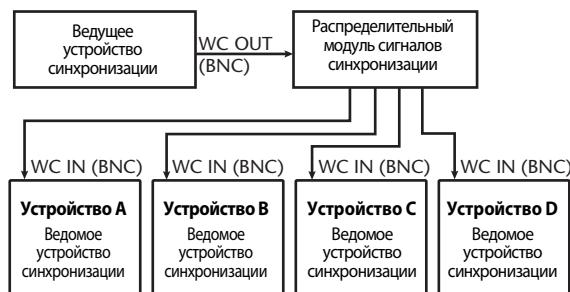 Ведущее
устройство
синхронизации
WC OUT
(BNC)
Распределительный
модуль сигналов
синхронизации
WC IN (BNC)
WC IN (BNC)
WC IN (BNC)
WC IN (BNC)
Устройство A
Ведомое
устройство
синхронизации
Устройство B
Ведомое
устройство
синхронизации
Устройство C
Ведомое
устройство
синхронизации
Устройство D
Ведомое
устройство
синхронизации